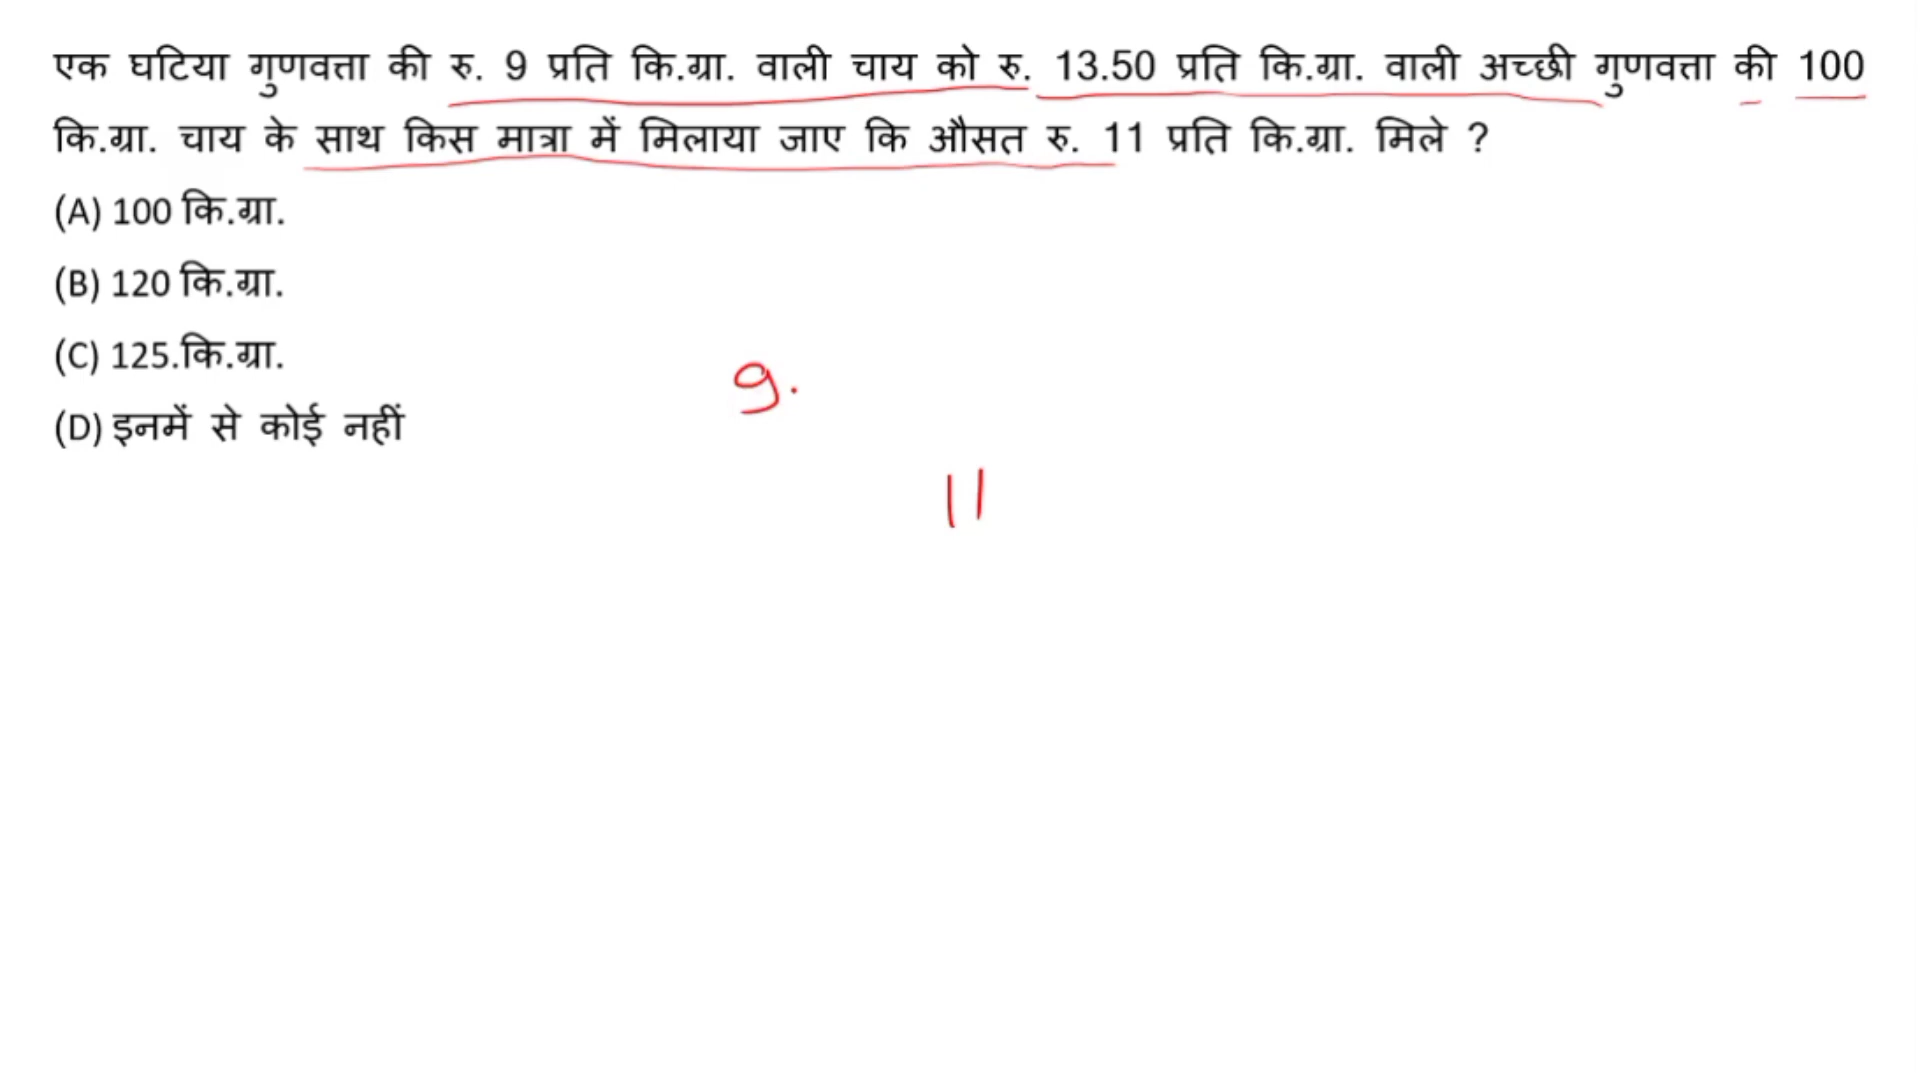 एक घटिया गुणवत्ता की रु. 9 प्रति कि.ग्रा. वाली चाय को रु. 13.50 प्रति कि.ग्रा. वाली अच्छी गुणवत्ता की 100
कि.ग्रा. चाय के साथ किस मात्रा में मिलाया जाए कि औसत रु. 11 प्रति कि.ग्रा. मिले ?
(A) 100 कि.ग्रा.
(B) 120 कि.ग्रा.
(C) 125.कि.ग्रा.
(D) इनमें से कोई नहीं
9.
11